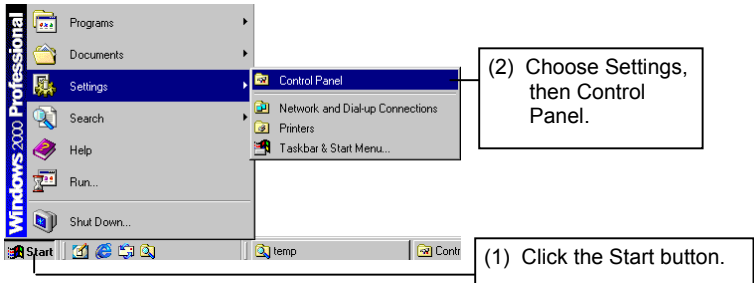 Windows 2000 Professional
Programs
Documents
Settings
Search
Help
Run...
Shut Down...
Control Panel
Network and Dial-up Connections
Printers
Taskbar & Start Menu...
(2) Choose Settings,
then Control
Panel.
Start
temp
Contr
(1) Click the Start button.